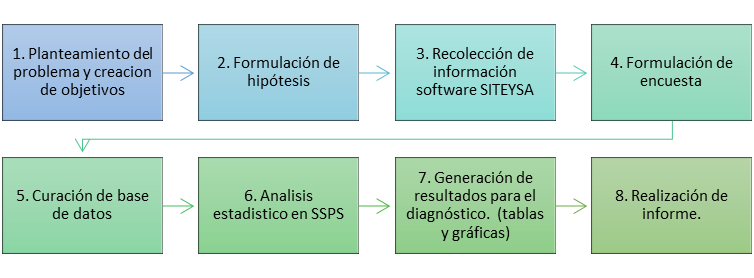 1. Planteamiento del
problema y creacion
de objetivos
2. Formulación de
hipótesis
3. Recolección de
información
software SITEYSA
4. Formulación de
encuesta
5. Curación de base
de datos
6. Analisis
estadistico en SSPS
7. Generación de
resultados para el
diagnóstico. (tablas
y gráficas)
8. Realización de
informe.